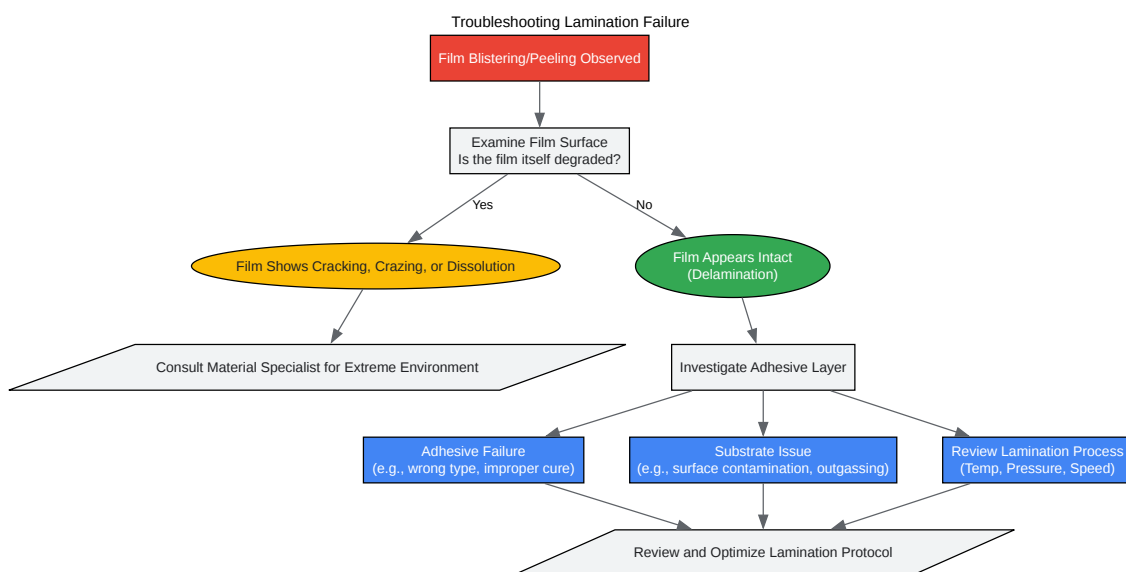 Troubleshooting Lamination Failure
Film Blistering/Peeling Observed
Examine Film Surface
Is the film itself degraded?
Yes
No
Film Shows Cracking, Crazing, or Dissolution
Film Appears Intact
(Delamination)
Consult Material Specialist for Extreme Environment
Investigate Adhesive Layer
Adhesive Failure
(e.g., wrong type, improper cure)
Substrate Issue
(e.g., surface contamination, outgassing)
Review Lamination Process
(Temp, Pressure, Speed)
Review and Optimize Lamination Protocol